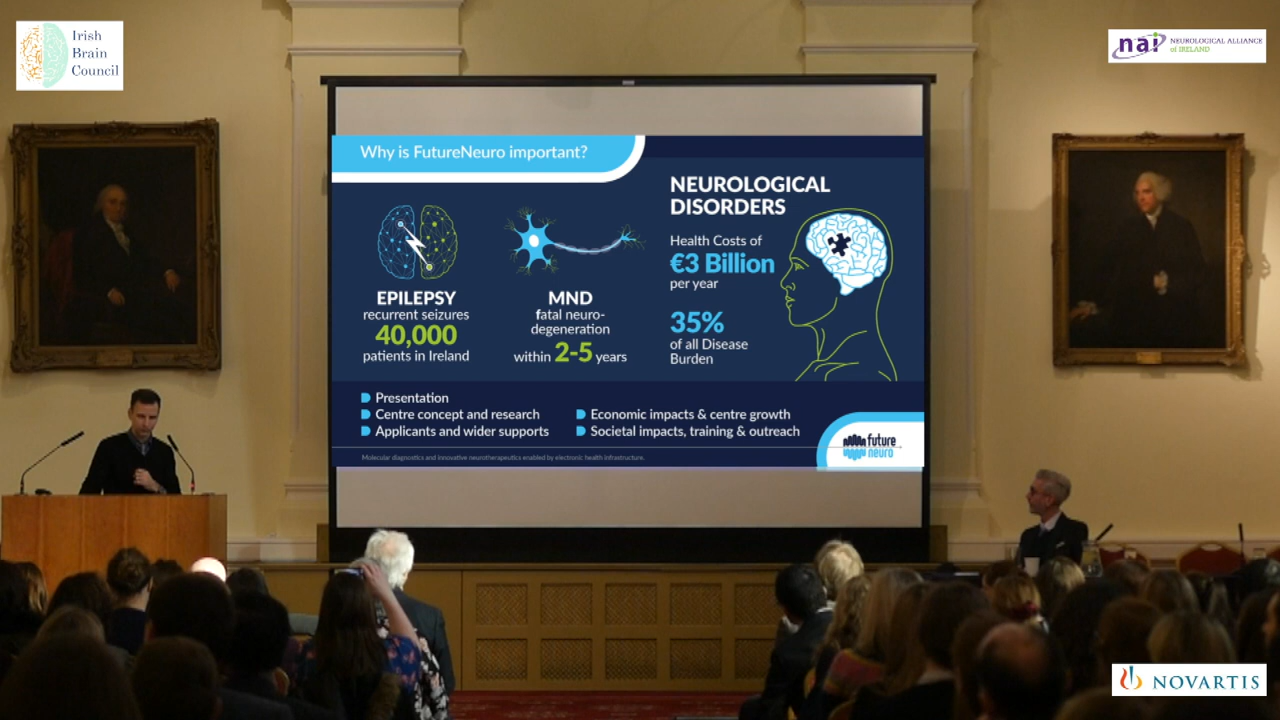 Irish
Brain
Council
nai NEUROLOGICAL ALLIANCE
of IRELAND
Why is FutureNeuro important?
EPILEPSY
recurrent seizures
40,000
patients in Ireland
MND
fatal neuro-
degeneration
within 2-5 years
NEUROLOGICAL
DISORDERS
Health Costs of
€3 Billion
per year
35%
of all Disease
Burden
Presentation
Centre concept and research
Applicants and wider supports
Economic impacts & centre growth
Societal impacts, training & outreach
Molecular diagnostics and innovative neurotherapeutics enabled by electronic health infrastructure.
future
neuro
NOVARTIS